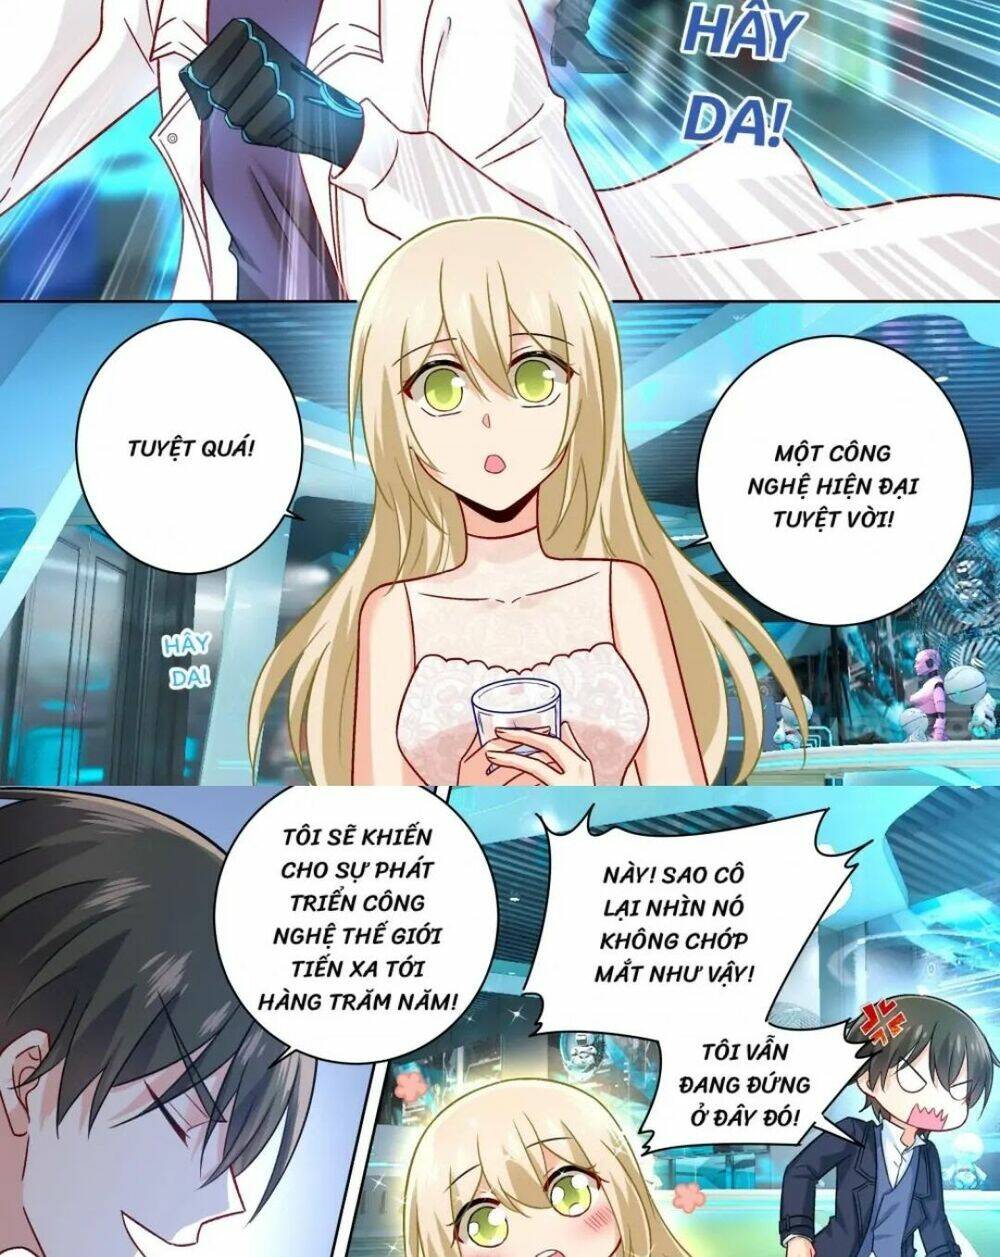 HÂY
DA!
TUYỆT QUÁ!
MỘT CÔNG
NGHỆ HIỆN ĐẠI
TUYỆT VỜI!
HÂY
DA!
TÔI SẼ KHIẾN
CHO SỰ PHÁT
TRIỂN CÔNG
NGHỆ THẾ GIỚI
TIẾN XA TỚI
HÀNG TRĂM NĂM!
NÀY! SAO CÔ
LẠI NHÌN NÓ
KHÔNG CHỚP
MẮT NHƯ VẬY!
TÔI VẪN
ĐANG ĐỨNG
Ở ĐÂY ĐÓ!